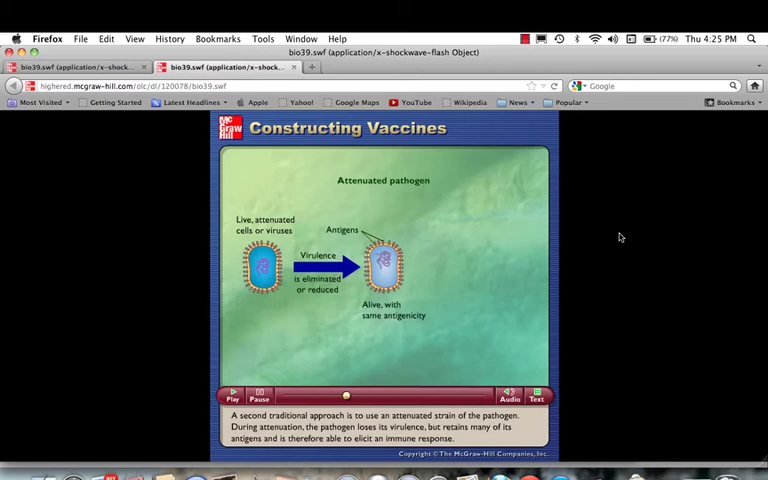 Firefox File Edit View History Bookmarks Tools Window Help (77%) Thu 4:25 PM
bio39.swf (application/x-shockwave-flash Object)
bio39.swf (application/x-shock... bio39.swf (application/x-shock...
highered.mcgraw-hill.com/olc/dl/120078/bio39.swf Google
Most Visited Getting Started Latest Headlines Apple Yahoo! Google Maps YouTube Wikipedia News Popular Bookmarks
Mc Graw Hill Constructing Vaccines
Attenuated pathogen
Live, attenuated
cells or viruses
Antigens
Virulence
is eliminated
or reduced
Alive, with
same antigenicity
Play Pause Audio Text
A second traditional approach is to use an attenuated strain of the pathogen.
During attenuation, the pathogen loses its virulence, but retains many of its
antigens and is therefore able to elicit an immune response.
Copyright © The McGraw-Hill Companies, Inc.